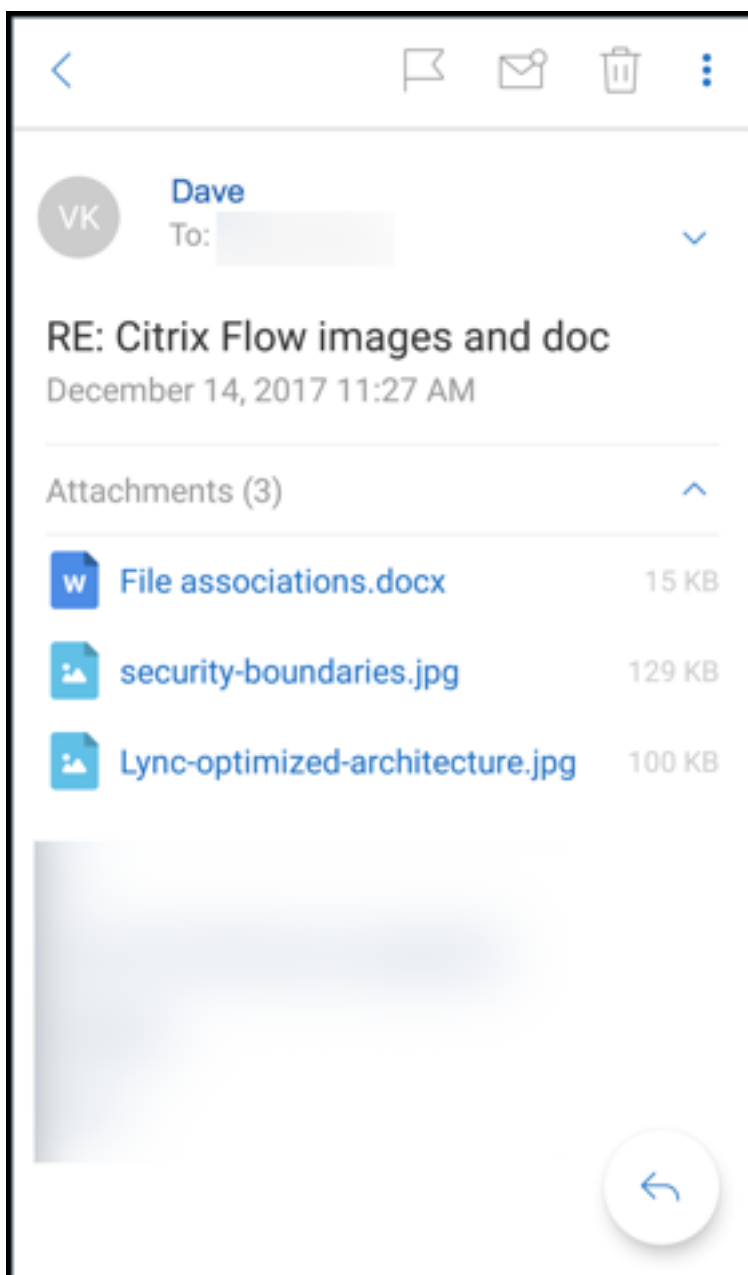 VK
Dave
To:
RE: Citrix Flow images and doc
December 14, 2017 11:27 AM
Attachments (3)
W File associations.docx 15 KB
security-boundaries.jpg 129 KB
Lync-optimized-architecture.jpg 100 KB